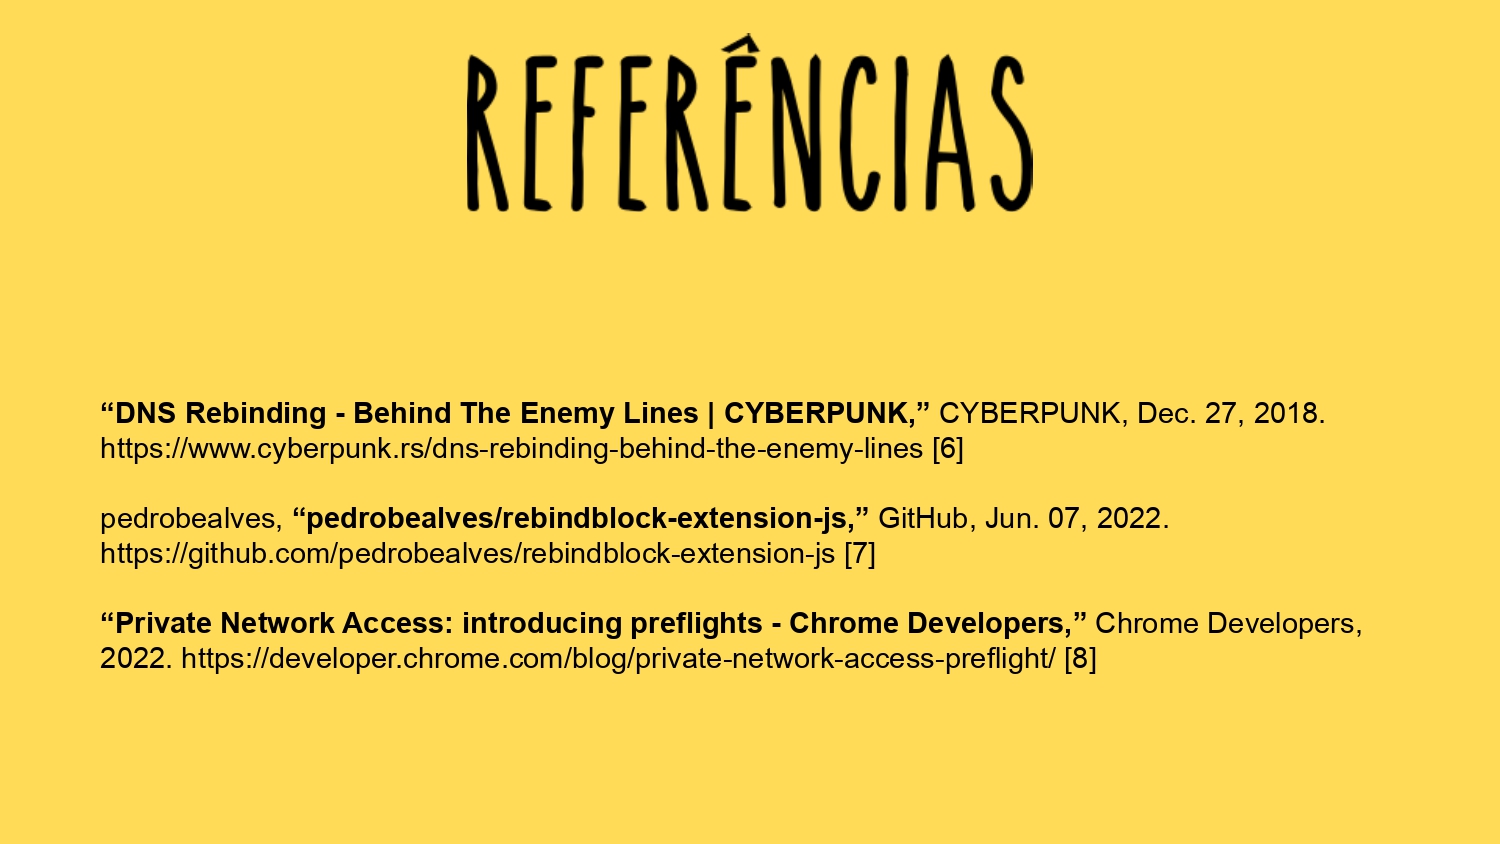 REFERÊNCIAS
“DNS Rebinding - Behind The Enemy Lines | CYBERPUNK,” CYBERPUNK, Dec. 27, 2018.
https://www.cyberpunk.rs/dns-rebinding-behind-the-enemy-lines [6]
pedrobealves, “pedrobealves/rebindblock-extension-js,” GitHub, Jun. 07, 2022.
https://github.com/pedrobealves/rebindblock-extension-js [7]
“Private Network Access: introducing preflights - Chrome Developers,” Chrome Developers,
2022. https://developer.chrome.com/blog/private-network-access-preflight/ [8]